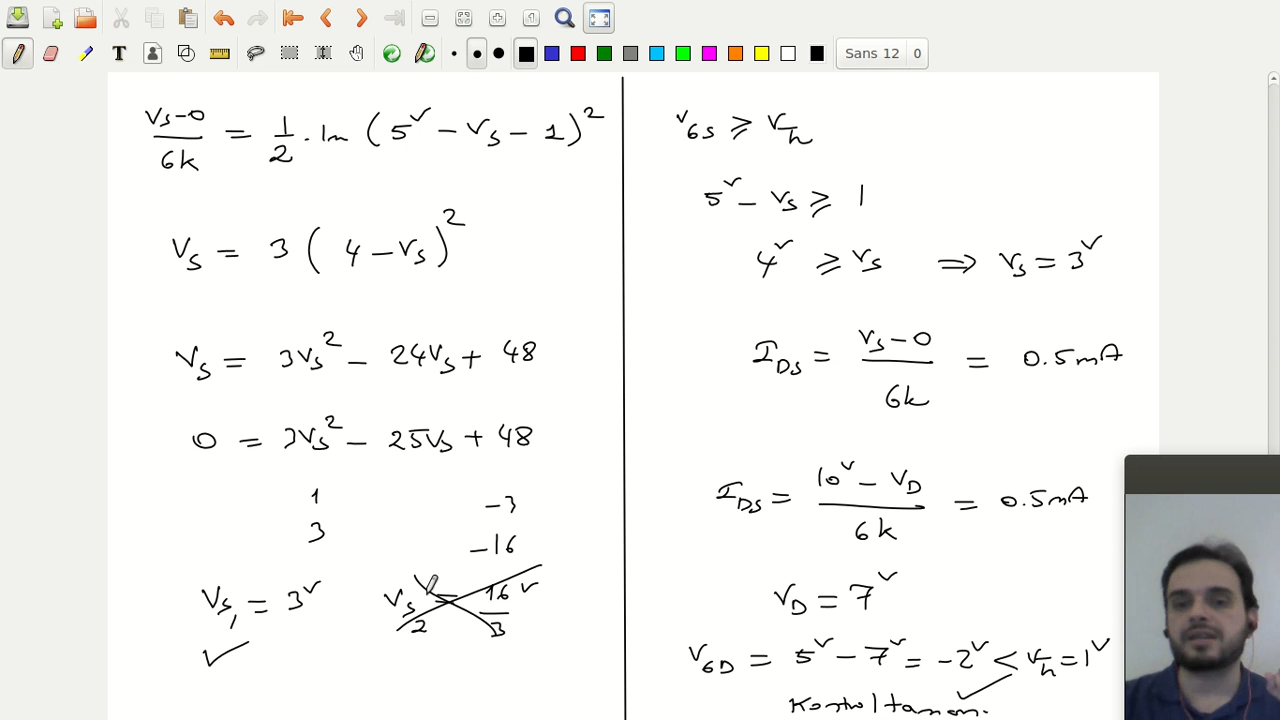 Sans 12 0
Vs-0/6k = 1/2 . 1m (5ᵛ - Vs - 1)²
Vs = 3(4 - Vs)²
Vs = 3Vs² - 24Vs + 48
0 = 3Vs² - 25Vs + 48
1 -3
3 -16
Vs₁ = 3ᵛ Vs₂ = 16/3 ᵛ
✓
VGS ⩾ Vth
5ᵛ - Vs ⩾ 1
4ᵛ ⩾ Vs ⇒ Vs = 3ᵛ
IDS = Vs-0/6k = 0.5mA
IDS = 10ᵛ - VD/6k = 0.5mA
VD = 7ᵛ
VGD = 5ᵛ - 7ᵛ = -2ᵛ < Vth = 1ᵛ
✓
Kontrol tamam.